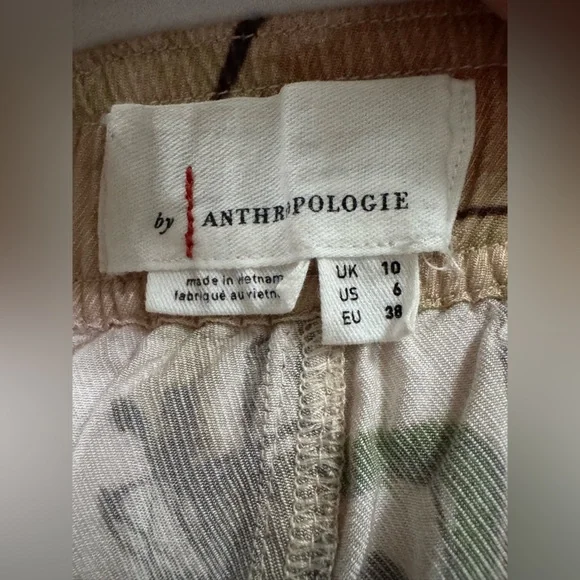 by ANTHROPOLOGIE
made in vietnam
fabriqué au vietn.
UK 10
US 6
EU 38